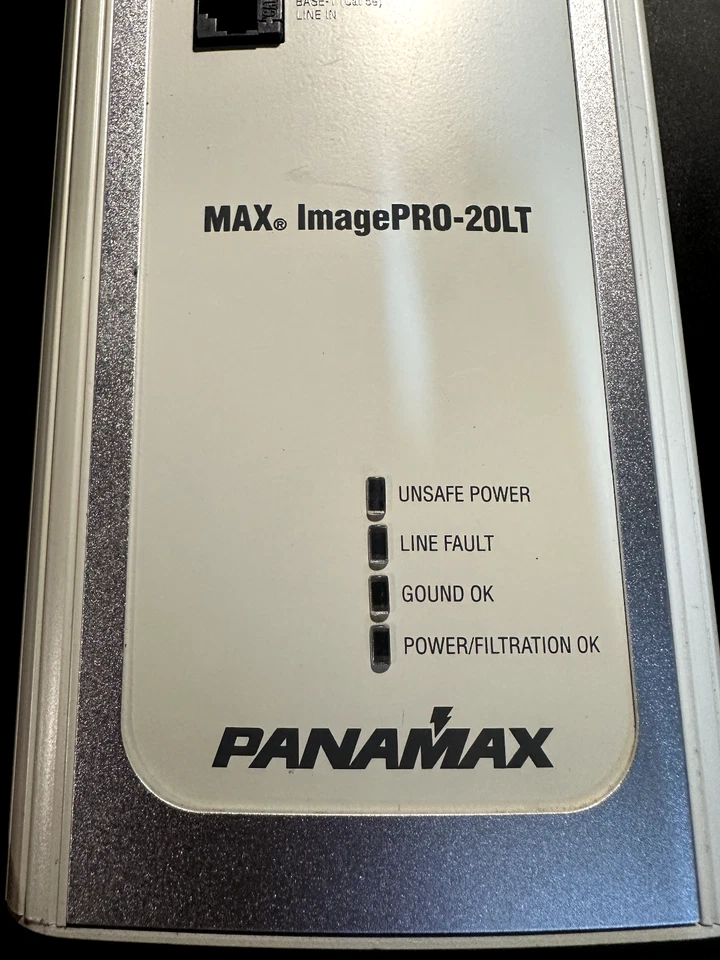 LINE IN
MAX® ImagePRO-20LT
UNSAFE POWER
LINE FAULT
GOUND OK
POWER/FILTRATION OK
PANAMAX